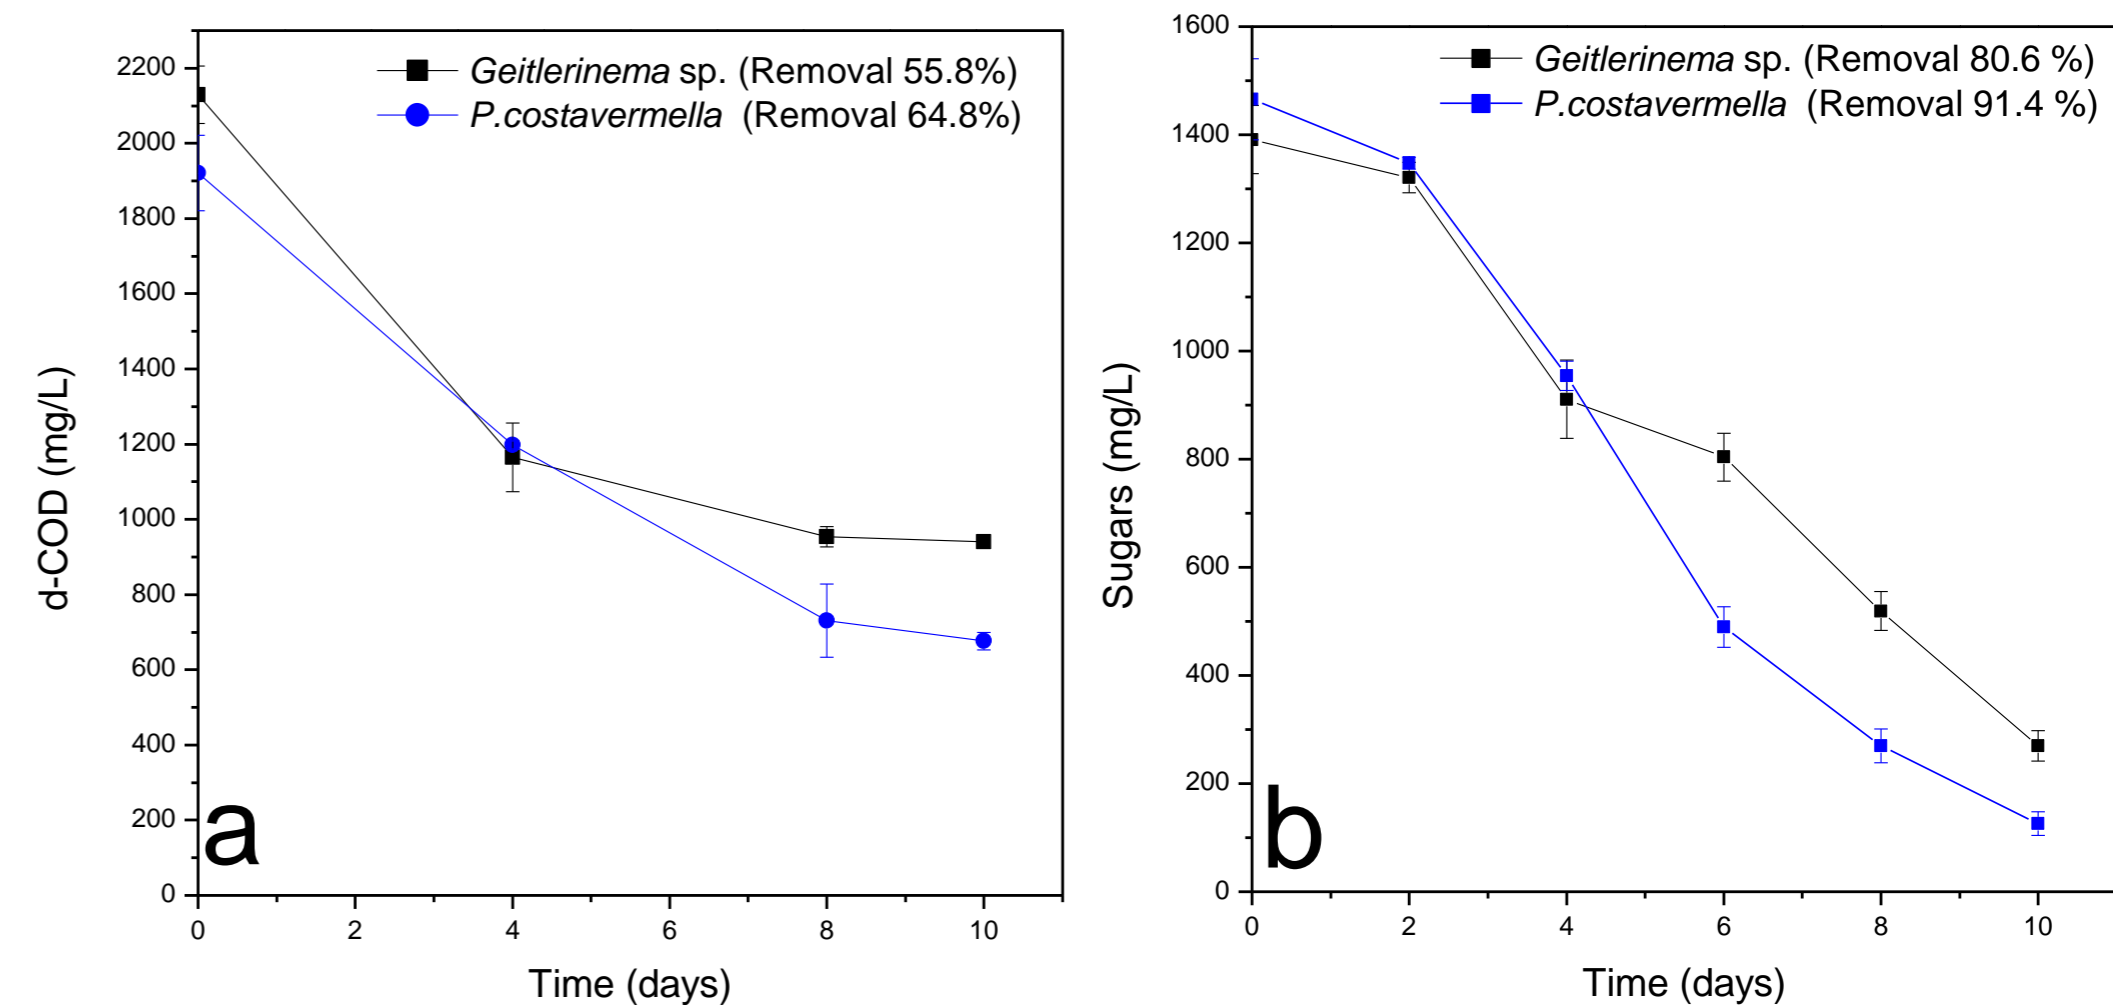 Geitlerinema sp. (Removal 55.8%)
P.costavermella (Removal 64.8%)
2200
2000
1800
1600
1400
1200
1000
800
600
400
200
0
d-COD (mg/L)
a
0 2 4 6 8 10
Time (days)
Geitlerinema sp. (Removal 80.6 %)
P.costavermella (Removal 91.4 %)
1600
1400
1200
1000
800
600
400
200
0
Sugars (mg/L)
b
0 2 4 6 8 10
Time (days)